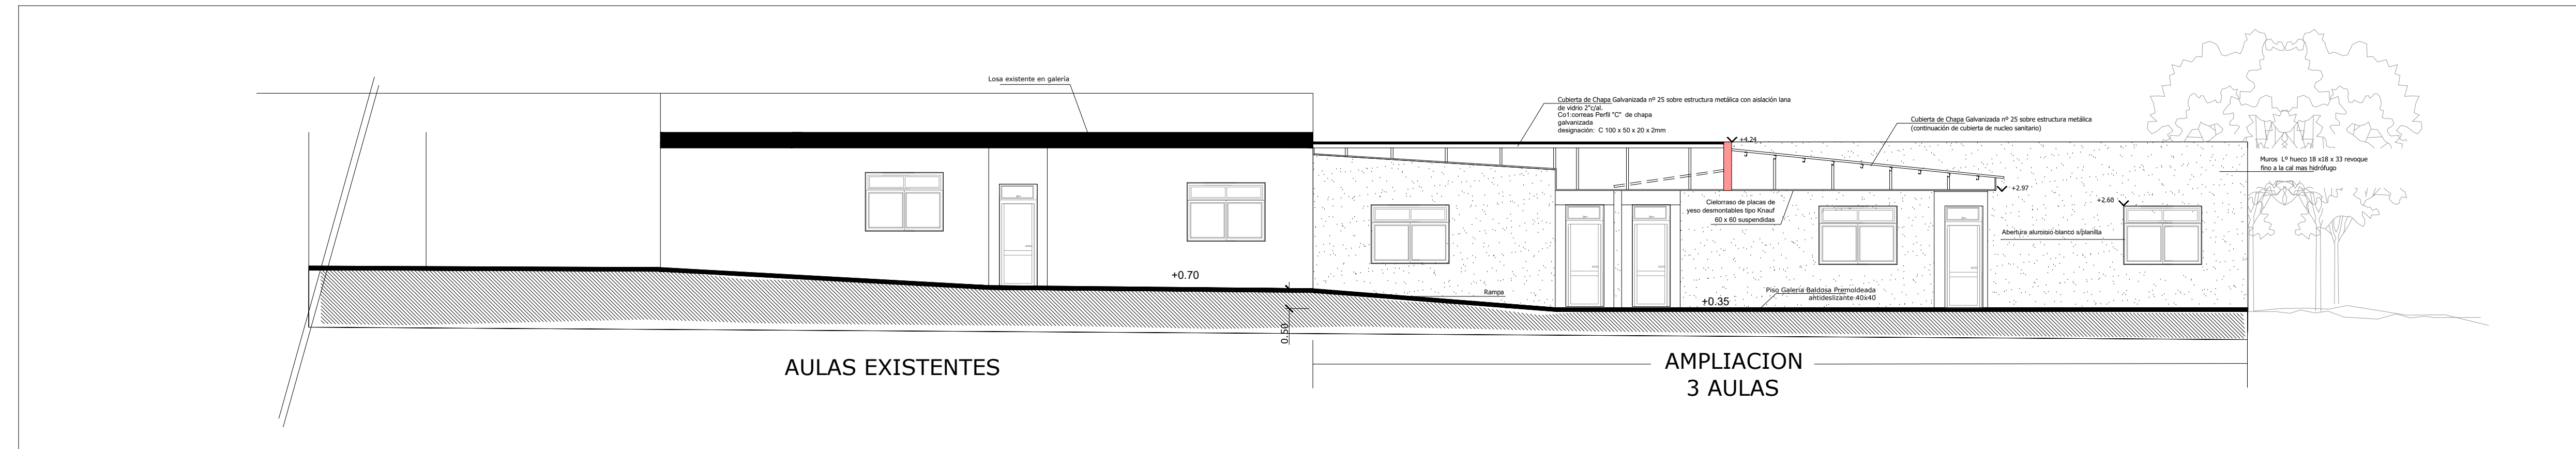 Losa existente en galería
Cubierta de Chapa Galvanizada nº 25 sobre estructura metálica con aislación lana
de vidrio 2"c/al.
Co1:correas Perfil "C" de chapa
galvanizada
designación: C 100 x 50 x 20 x 2mm
+4.24
Cubierta de Chapa Galvanizada nº 25 sobre estructura metálica
(continuación de cubierta de nucleo sanitario)
Muros Lº hueco 18 x18 x 33 revoque
fino a la cal mas hidrófugo
+2.97
Cielorraso de placas de
yeso desmontables tipo Knauf
60 x 60 suspendidas
+2.60
Abertura aluminio blanco s/planilla
+0.70
Rampa
Piso Galería Baldosa Premoldeada
antideslizante 40x40
+0.35
0.50
AULAS EXISTENTES
AMPLIACION
3 AULAS